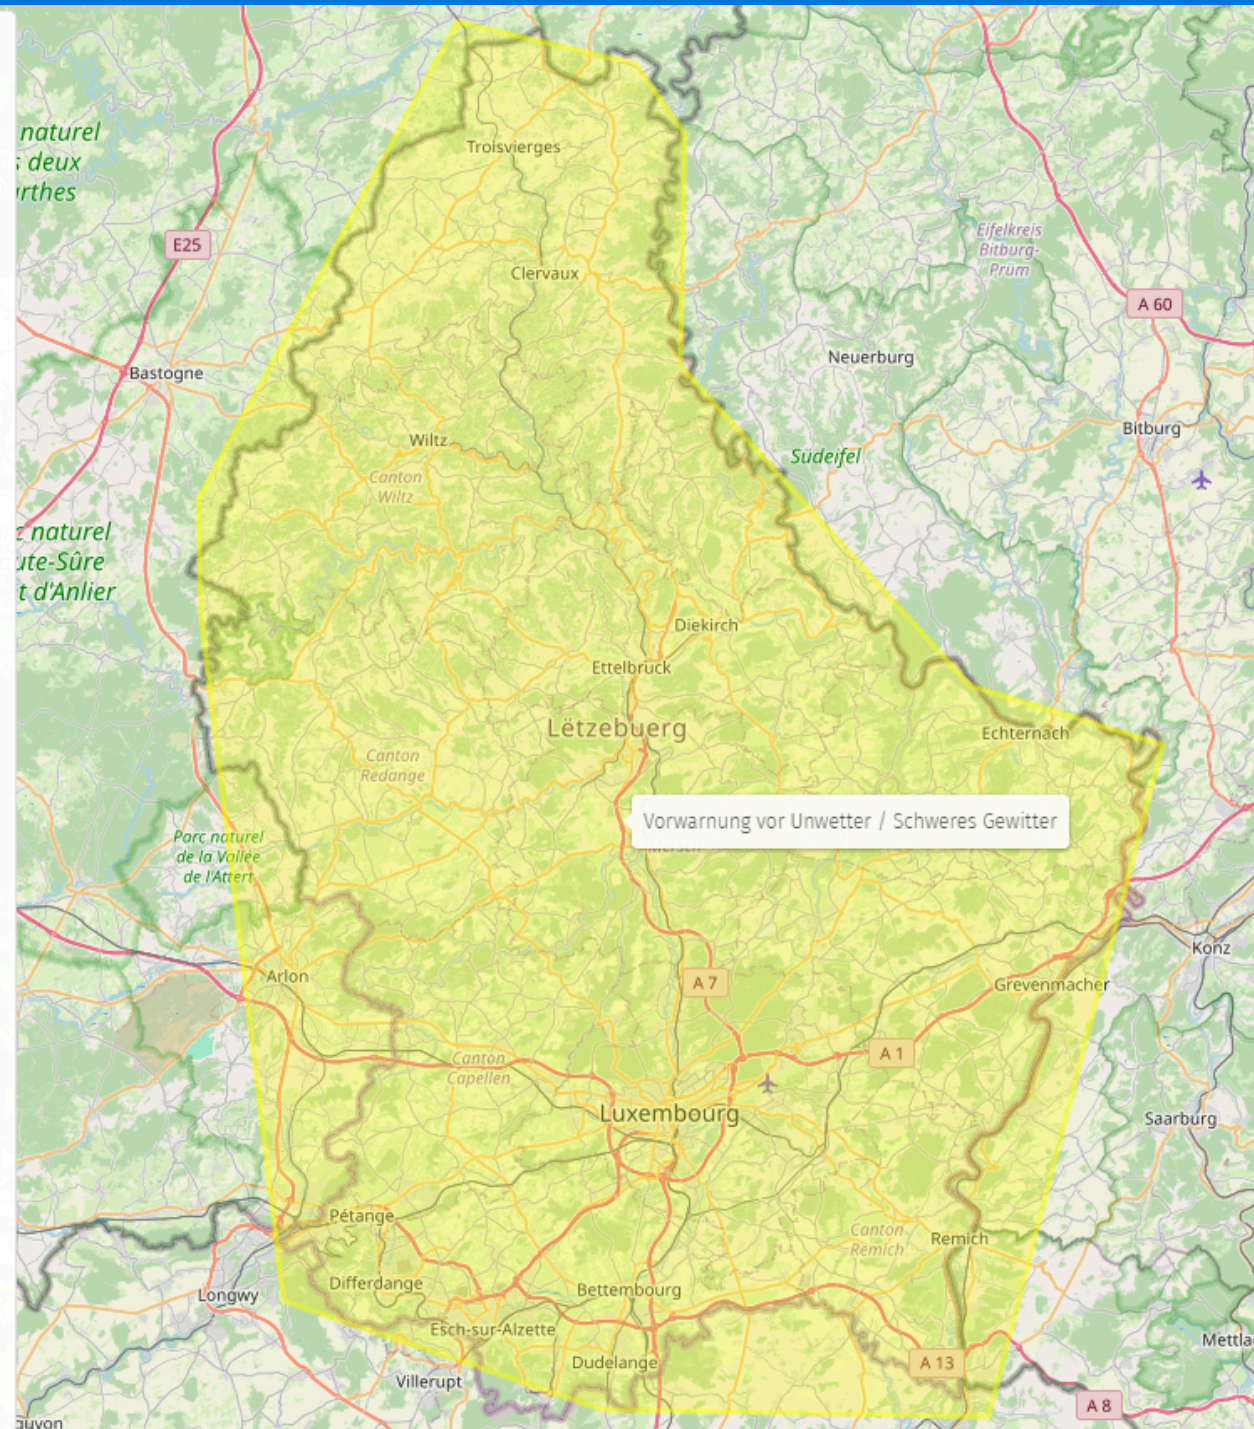 naturel
s deux
urthes
Troisvierges
E25
Clervaux
Eifelkreis
Bitburg-
Prüm
A 60
Bastogne
Neuerburg
Wiltz
Canton
Wiltz
Bitburg
Südeifel
c naturel
ute-Sûre
t d'Anlier
Diekirch
Ettelbruck
Lëtzebuerg
Echternach
Canton
Redange
Vorwarnung vor Unwetter / Schweres Gewitter
Mersch
Parc naturel
de la Vallée
de l'Attert
Konz
Arlon
A 7
Grevenmacher
Canton
Capellen
A 1
Luxembourg
Saarburg
Pétange
Canton
Remich
Remich
Differdange
Longwy
Bettembourg
Esch-sur-Alzette
Mettla
Dudelange
A 13
Villerupt
A 8
guyon